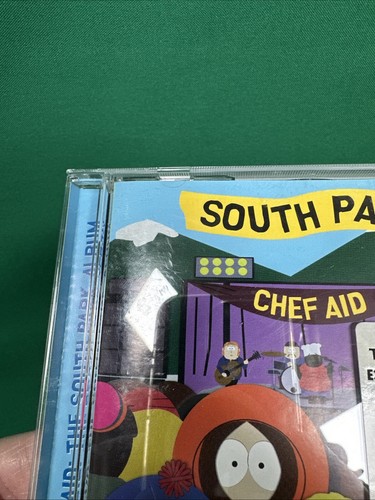 SOUTH PA
CHEF AID
T
E
AID: THE SOUTH PARK ALBUM